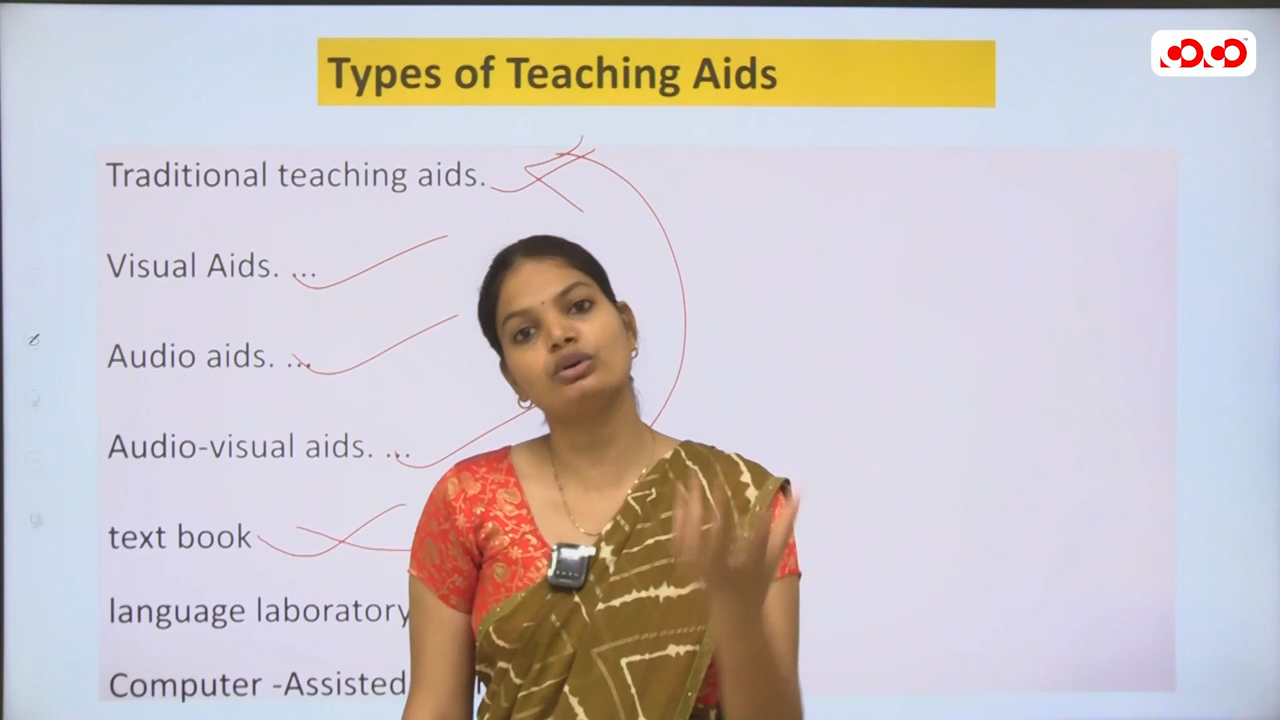 Types of Teaching Aids
Traditional teaching aids.
Visual Aids. ...
Audio aids. ...
Audio-visual aids. ...
text book
language laboratory
Computer -Assisted